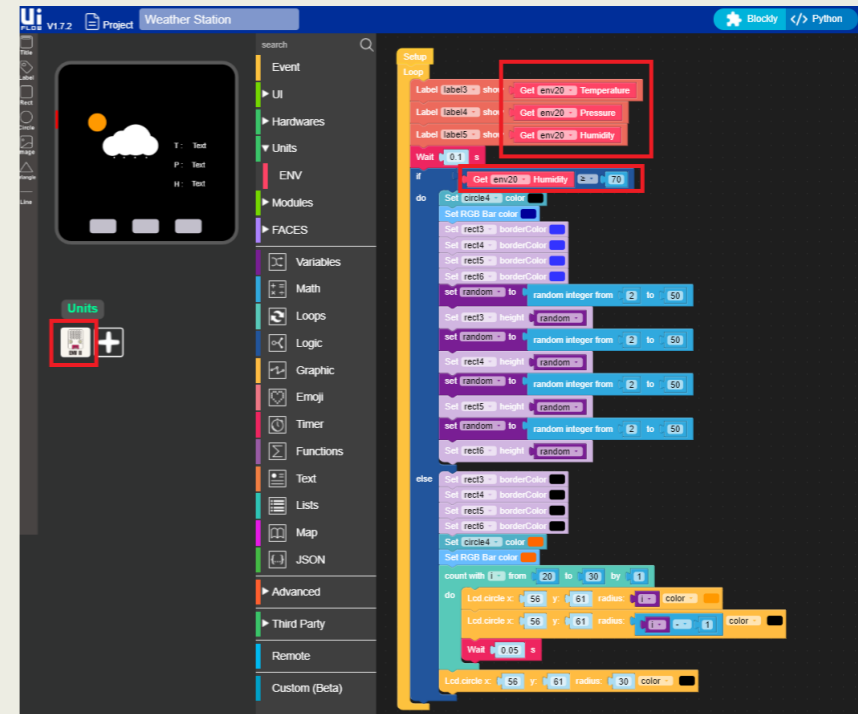 Ui
FLOW V1.7.2 Project Weather Station Blockly </> Python
Title
Label
Rect
Circle
Image
Line
T : Text
P : Text
H : Text
Units
search
Event
UI
Hardwares
Units
ENV
Modules
FACES
Variables
Math
Loops
Logic
Graphic
Emoji
Timer
Functions
Text
Lists
Map
JSON
Advanced
Third Party
Remote
Custom (Beta)
Setup
Loop
Label label3 show Get env20 Temperature
Label label4 show Get env20 Pressure
Label label5 show Get env20 Humidity
Wait 0.1 s
if Get env20 Humidity ≥ 70
do Set circle4 color
Set RGB Bar color
Set rect3 borderColor
Set rect4 borderColor
Set rect5 borderColor
Set rect6 borderColor
set random to random integer from 2 to 50
Set rect3 height random
set random to random integer from 2 to 50
Set rect4 height random
set random to random integer from 2 to 50
Set rect5 height random
set random to random integer from 2 to 50
Set rect6 height random
else Set rect3 borderColor
Set rect4 borderColor
Set rect5 borderColor
Set rect6 borderColor
Set circle4 color
Set RGB Bar color
count with i from 20 to 30 by 1
do Lcd.circle x: 56 y: 61 radius: i color
Lcd.circle x: 56 y: 61 radius: i - 1 color
Wait 0.05 s
Lcd.circle x: 56 y: 61 radius: 30 color